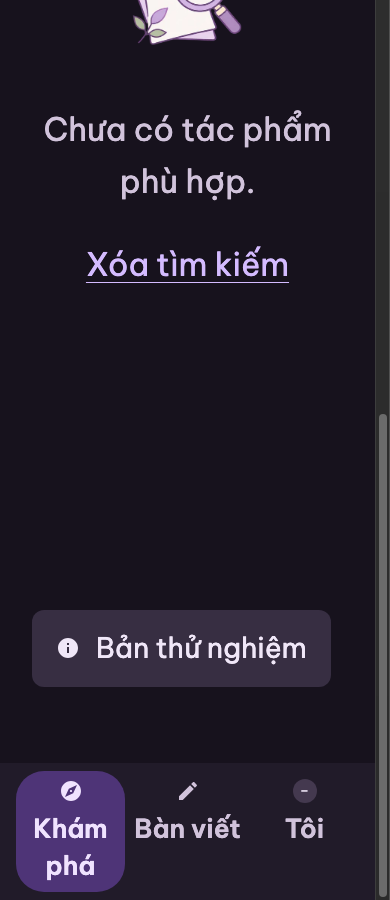 Chưa có tác phẩm
phù hợp.
Xóa tìm kiếm
Bản thử nghiệm
Khám
phá
Bàn viết
Tôi